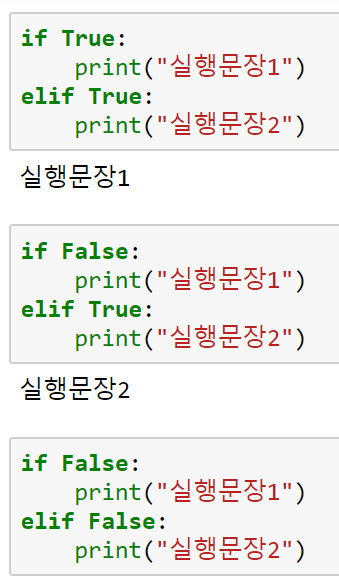 if True:
    print("실행문장1")
elif True:
    print("실행문장2")
실행문장1
if False:
    print("실행문장1")
elif True:
    print("실행문장2")
실행문장2
if False:
    print("실행문장1")
elif False:
    print("실행문장2")